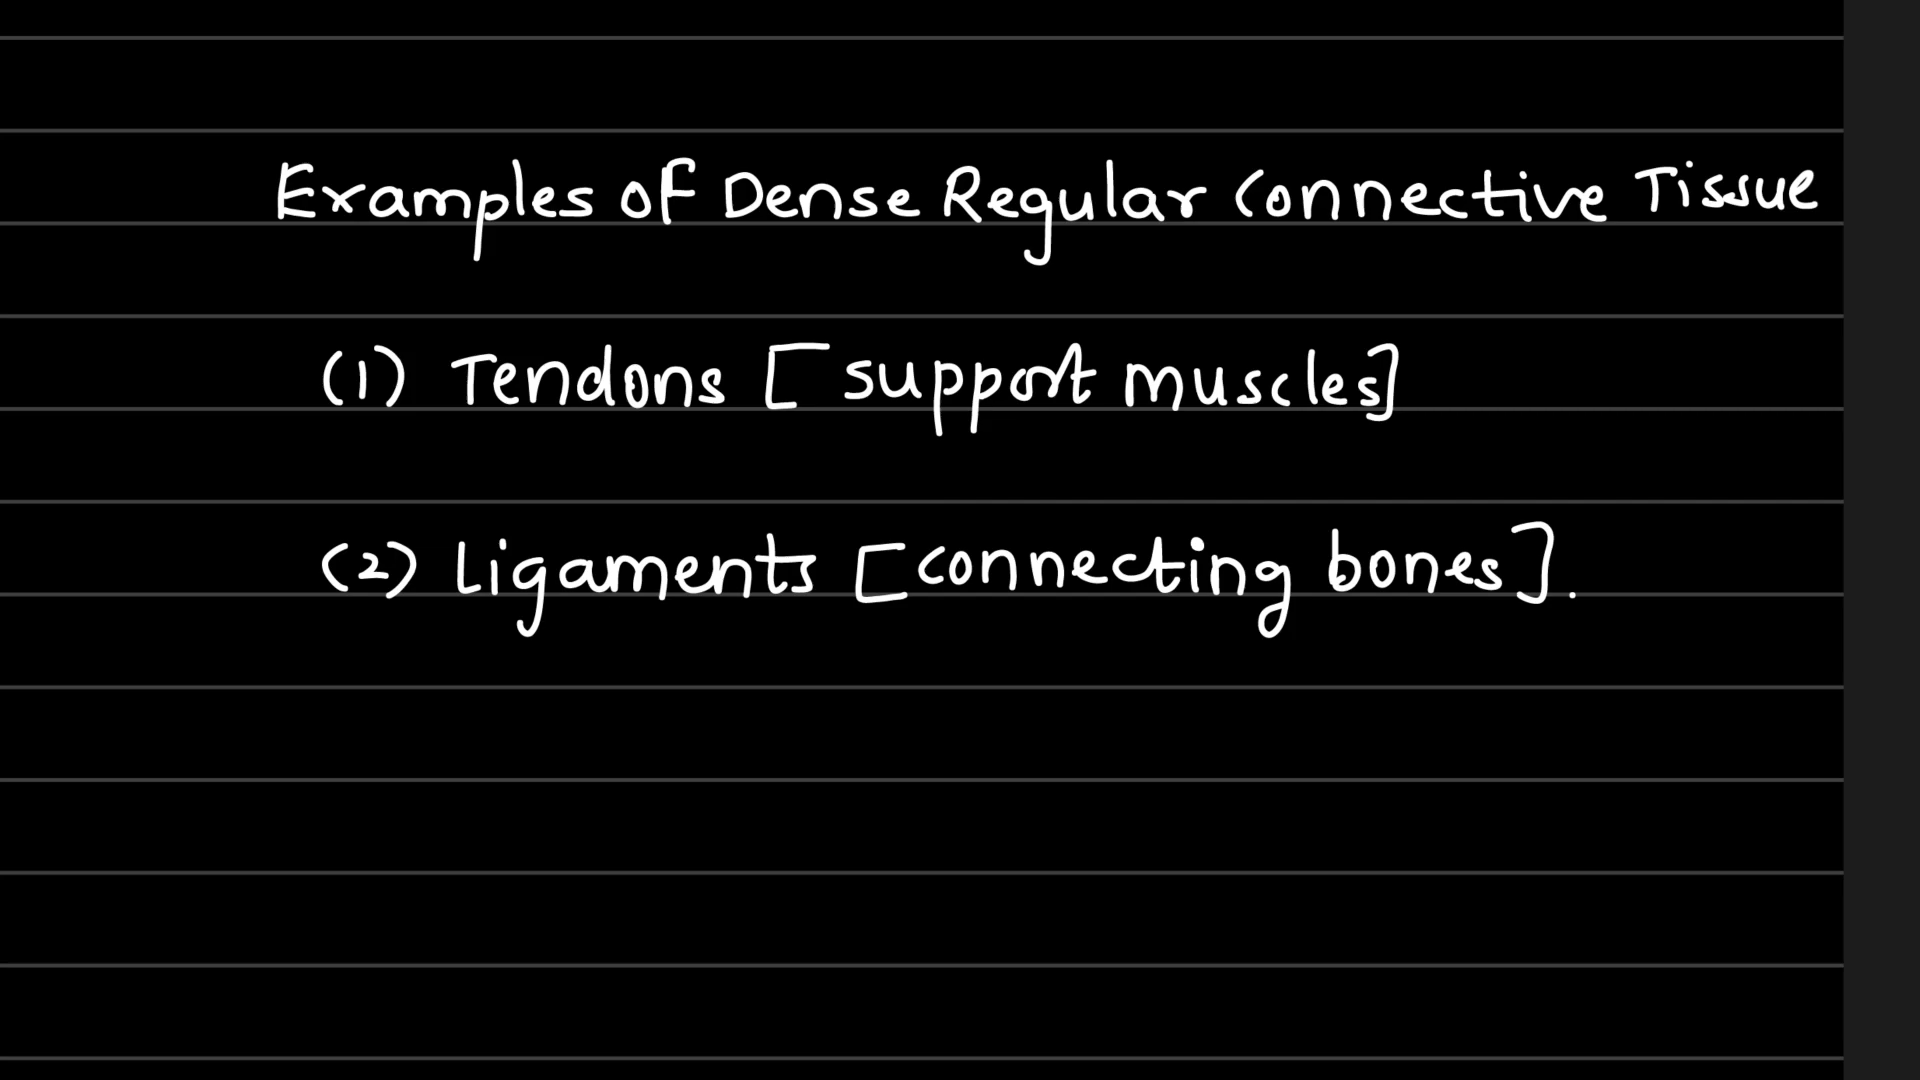 Examples of Dense Regular Connective Tissue
(1) Tendons [support muscles]
(2) Ligaments [connecting bones].